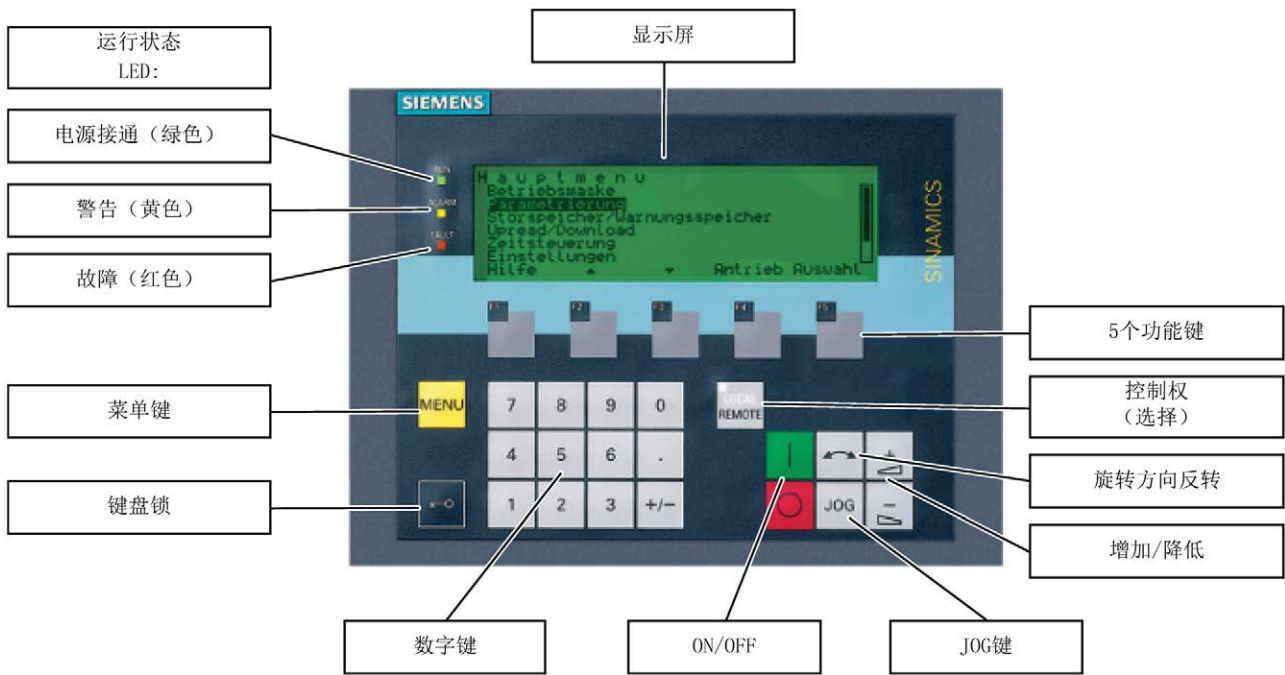 运行状态
LED:
显示屏
电源接通（绿色）
警告（黄色）
故障（红色）
菜单键
键盘锁
SIEMENS
RUN
ALARM
FAULT
Hauptmenu
Betriebsmaske
Parametrierung
Störspeicher/Warnungsspeicher
Upread/Download
Zeitsteuerung
Einstellungen
Hilfe Antrieb Auswahl
SINAMICS
F1 F2 F3 F4 F5
MENU
7 8 9 0
4 5 6 .
1 2 3 +/-
LOCAL
REMOTE
JOG
+
-
5个功能键
控制权
（选择）
旋转方向反转
增加/降低
数字键
ON/OFF
JOG键